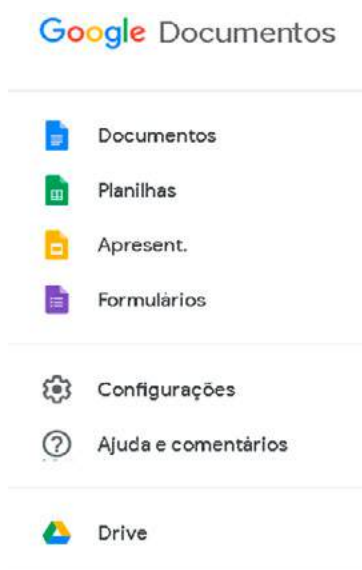 Google Documentos
Documentos
Planilhas
Apresent.
Formulários
Configurações
Ajuda e comentários
Drive